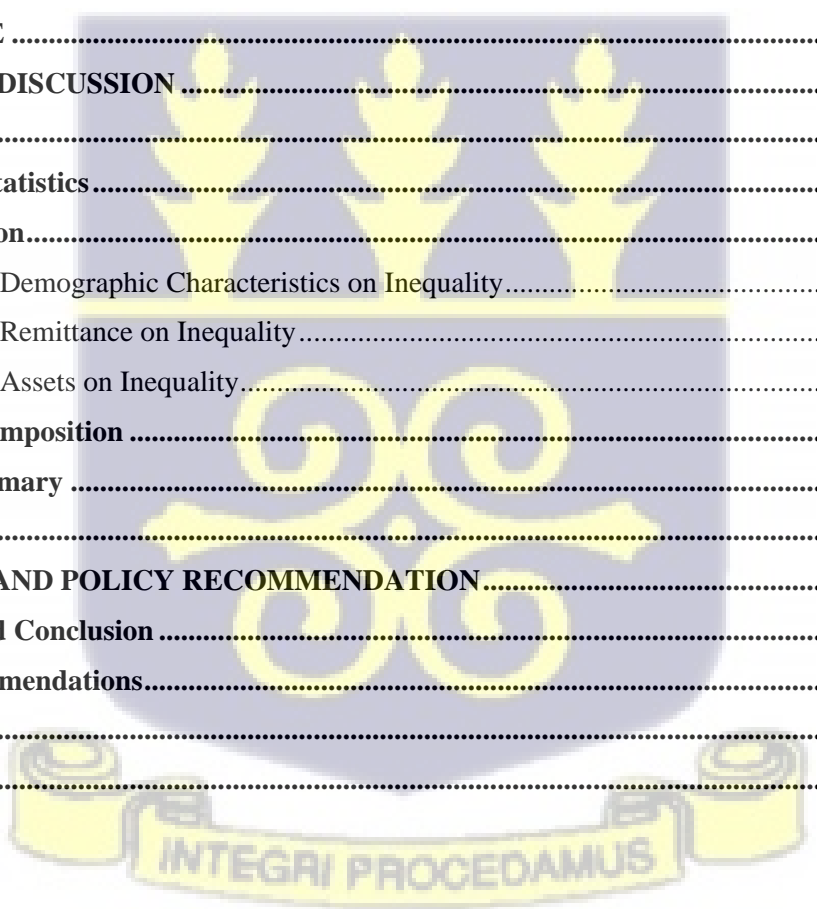 E ..........
DISCUSSION ..........
..........
tatistics ..........
on ..........
Demographic Characteristics on Inequality ..........
Remittance on Inequality ..........
Assets on Inequality ..........
mposition ..........
mary ..........
..........
AND POLICY RECOMMENDATION ..........
d Conclusion ..........
mendations ..........
..........
..........
INTEGRI PROCEDAMUS